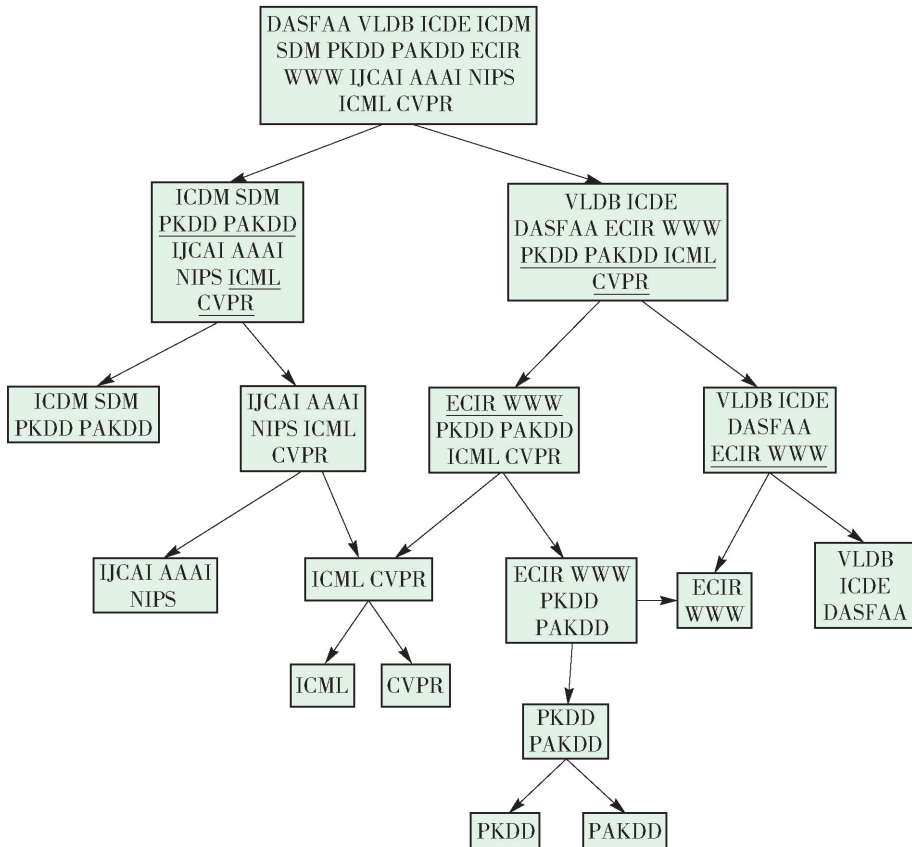 DASFAA VLDB ICDE ICDM
SDM PKDD PAKDD ECIR
WWW IJCAI AAAI NIPS
ICML CVPR
ICDM SDM
PKDD PAKDD
IJCAI AAAI
NIPS ICML
CVPR
VLDB ICDE
DASFAA ECIR WWW
PKDD PAKDD ICML
CVPR
ICDM SDM
PKDD PAKDD
IJCAI AAAI
NIPS ICML
CVPR
ECIR WWW
PKDD PAKDD
ICML CVPR
VLDB ICDE
DASFAA
ECIR WWW
IJCAI AAAI
NIPS
ICML CVPR
ECIR WWW
PKDD
PAKDD
ECIR
WWW
VLDB
ICDE
DASFAA
ICML
CVPR
PKDD
PAKDD
PKDD
PAKDD